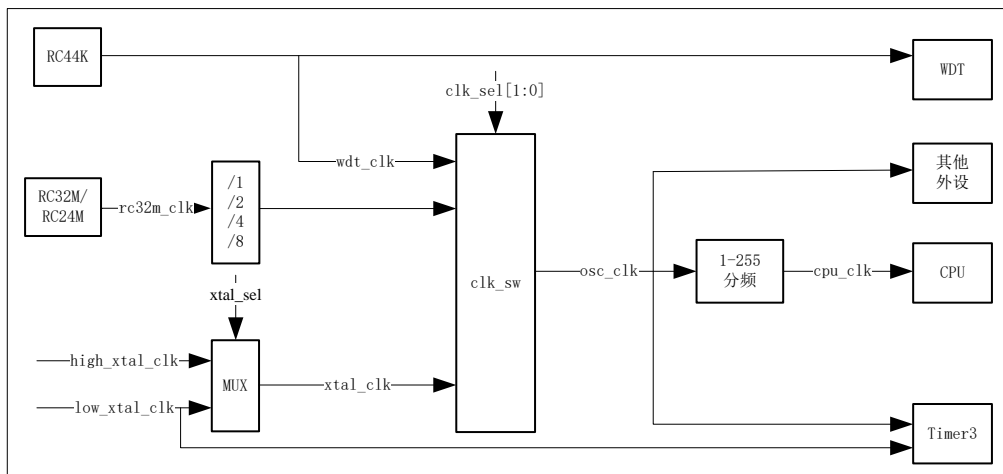 RC44K
WDT
clk_sel[1:0]
wdt_clk
其他
外设
RC32M/
RC24M
rc32m_clk
/1
/2
/4
/8
clk_sw
osc_clk
1-255
分频
cpu_clk
CPU
xtal_sel
high_xtal_clk
MUX
xtal_clk
low_xtal_clk
Timer3